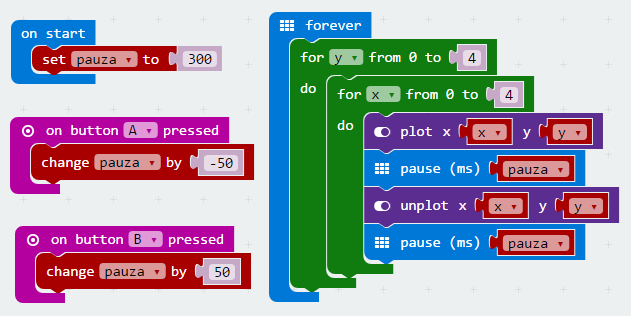 on start
set pauza to 300
on button A pressed
change pauza by -50
on button B pressed
change pauza by 50
forever
for y from 0 to 4
do
for x from 0 to 4
do
plot x x y y
pause (ms) pauza
unplot x x y y
pause (ms) pauza